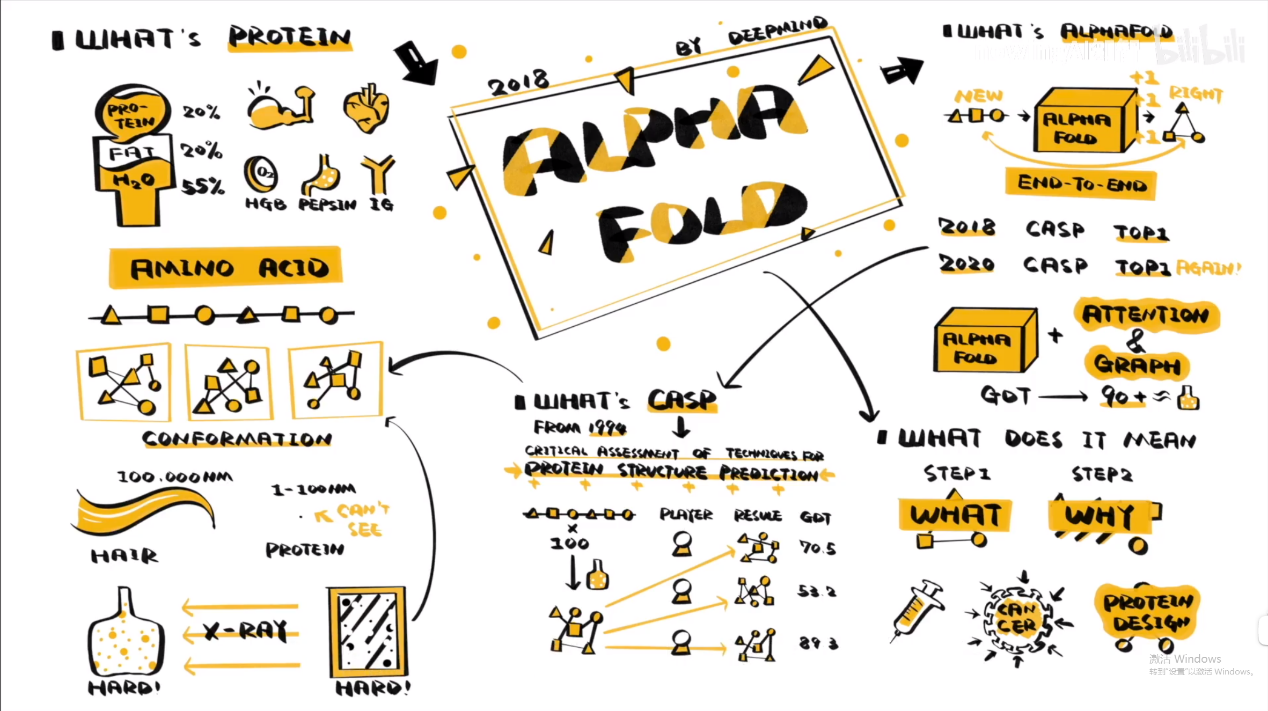 WHAT's PROTEIN
PRO-
TEIN
20%
FAT
20%
H2O
55%
O2
HGB PEPSIN IG
AMINO ACID
CONFORMATION
100.000NM
HAIR
1-100NM
CAN'T
SEE
PROTEIN
X-RAY
HARD!
HARD!
2018
BY DEEPMIND
ALPHA
FOLD
WHAT's CASP
FROM 1994
CRITICAL ASSESSMENT OF TECHNIQUES FOR
PROTEIN STRUCTURE PREDICTION
+ + + + + +
PLAYER RESULE GDT
×
100
70.5
53.2
89.3
WHAT's ALPHAFOLD
bilibili
NEW
ALPHA
FOLD
+1
+1
+1
RIGHT
END-TO-END
2018 CASP TOP1
2020 CASP TOP1 AGAIN!
ALPHA
FOLD
+
ATTENTION
&
GRAPH
GDT → 90+ ≈
WHAT DOES IT MEAN
STEP1 STEP2
WHAT WHY
CAN
CER
PROTEIN
DESIGN
激活 Windows
转到"设置"以激活 Windows。